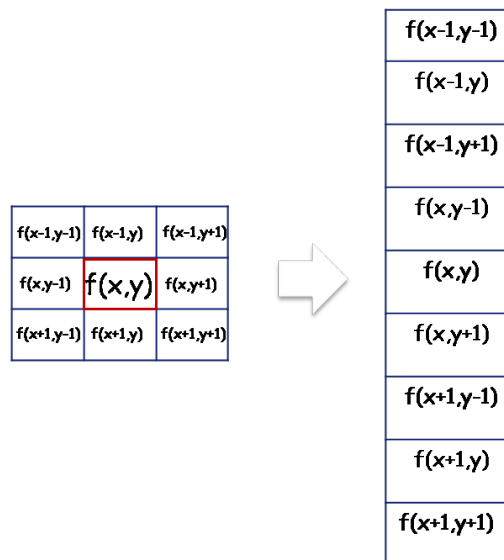 f(x-1,y-1) f(x-1,y) f(x-1,y+1)
f(x,y-1) f(x,y) f(x,y+1)
f(x+1,y-1) f(x+1,y) f(x+1,y+1)
f(x-1,y-1)
f(x-1,y)
f(x-1,y+1)
f(x,y-1)
f(x,y)
f(x,y+1)
f(x+1,y-1)
f(x+1,y)
f(x+1,y+1)